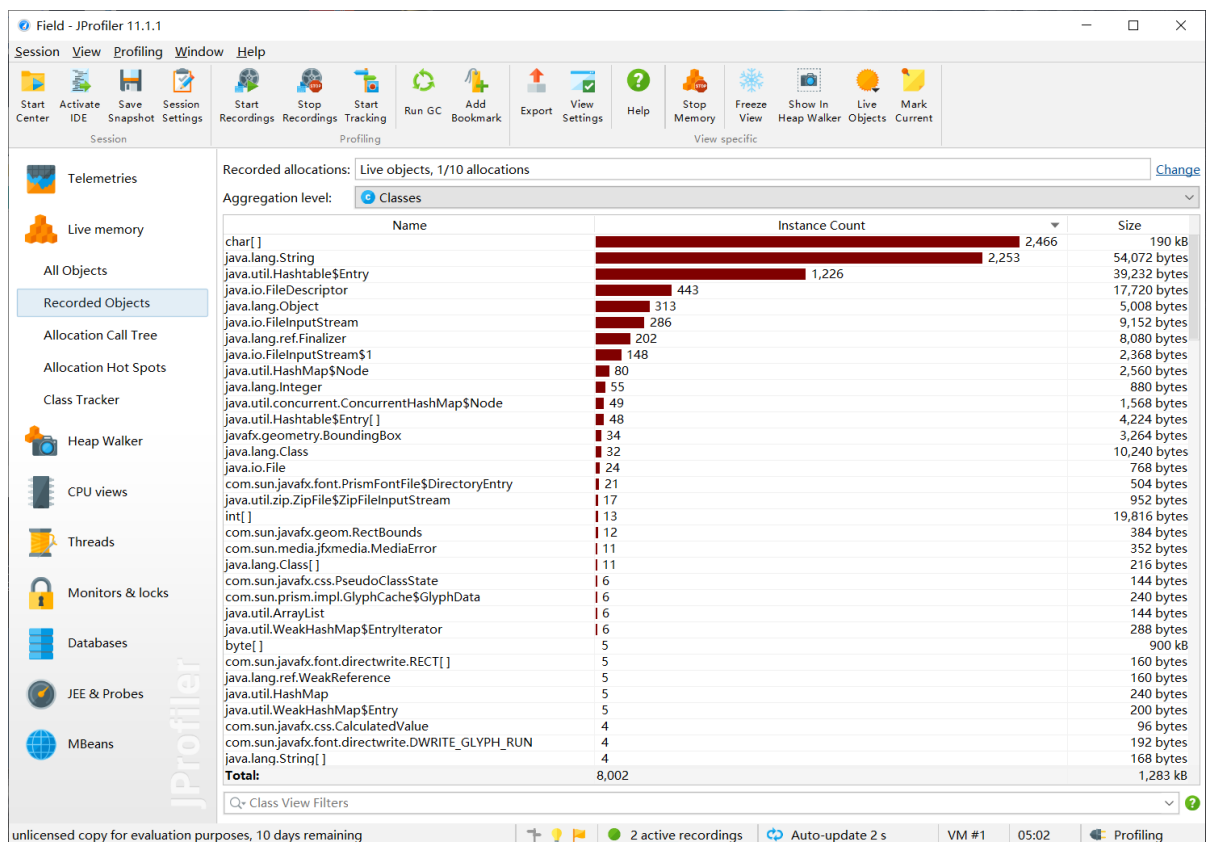 Field - JProfiler 11.1.1
Session View Profiling Window Help
Start Center
Activate IDE
Save Snapshot
Session Settings
Start Recordings
Stop Recordings
Start Tracking
Run GC
Add Bookmark
Export
View Settings
Help
Stop Memory
Freeze View
Show In Heap Walker
Live Objects
Mark Current
Session
Profiling
View specific
Telemetries
Live memory
All Objects
Recorded Objects
Allocation Call Tree
Allocation Hot Spots
Class Tracker
Heap Walker
CPU views
Threads
Monitors & locks
Databases
JEE & Probes
MBeans
JProfiler
Recorded allocations: Live objects, 1/10 allocations Change
Aggregation level: Classes
Name Instance Count Size
char[ ] 2,466 190 kB
java.lang.String 2,253 54,072 bytes
java.util.Hashtable$Entry 1,226 39,232 bytes
java.io.FileDescriptor 443 17,720 bytes
java.lang.Object 313 5,008 bytes
java.io.FileInputStream 286 9,152 bytes
java.lang.ref.Finalizer 202 8,080 bytes
java.io.FileInputStream$1 148 2,368 bytes
java.util.HashMap$Node 80 2,560 bytes
java.lang.Integer 55 880 bytes
java.util.concurrent.ConcurrentHashMap$Node 49 1,568 bytes
java.util.Hashtable$Entry[ ] 48 4,224 bytes
javafx.geometry.BoundingBox 34 3,264 bytes
java.lang.Class 32 10,240 bytes
java.io.File 24 768 bytes
com.sun.javafx.font.PrismFontFile$DirectoryEntry 21 504 bytes
java.util.zip.ZipFile$ZipFileInputStream 17 952 bytes
int[ ] 13 19,816 bytes
com.sun.javafx.geom.RectBounds 12 384 bytes
com.sun.media.jfxmedia.MediaError 11 352 bytes
java.lang.Class[ ] 11 216 bytes
com.sun.javafx.css.PseudoClassState 6 144 bytes
com.sun.prism.impl.GlyphCache$GlyphData 6 240 bytes
java.util.ArrayList 6 144 bytes
java.util.WeakHashMap$EntryIterator 6 288 bytes
byte[ ] 5 900 kB
com.sun.javafx.font.directwrite.RECT[ ] 5 160 bytes
java.lang.ref.WeakReference 5 160 bytes
java.util.HashMap 5 240 bytes
java.util.WeakHashMap$Entry 5 200 bytes
com.sun.javafx.css.CalculatedValue 4 96 bytes
com.sun.javafx.font.directwrite.DWRITE_GLYPH_RUN 4 192 bytes
java.lang.String[ ] 4 168 bytes
Total: 8,002 1,283 kB
Class View Filters
unlicensed copy for evaluation purposes, 10 days remaining 2 active recordings Auto-update 2 s VM #1 05:02 Profiling